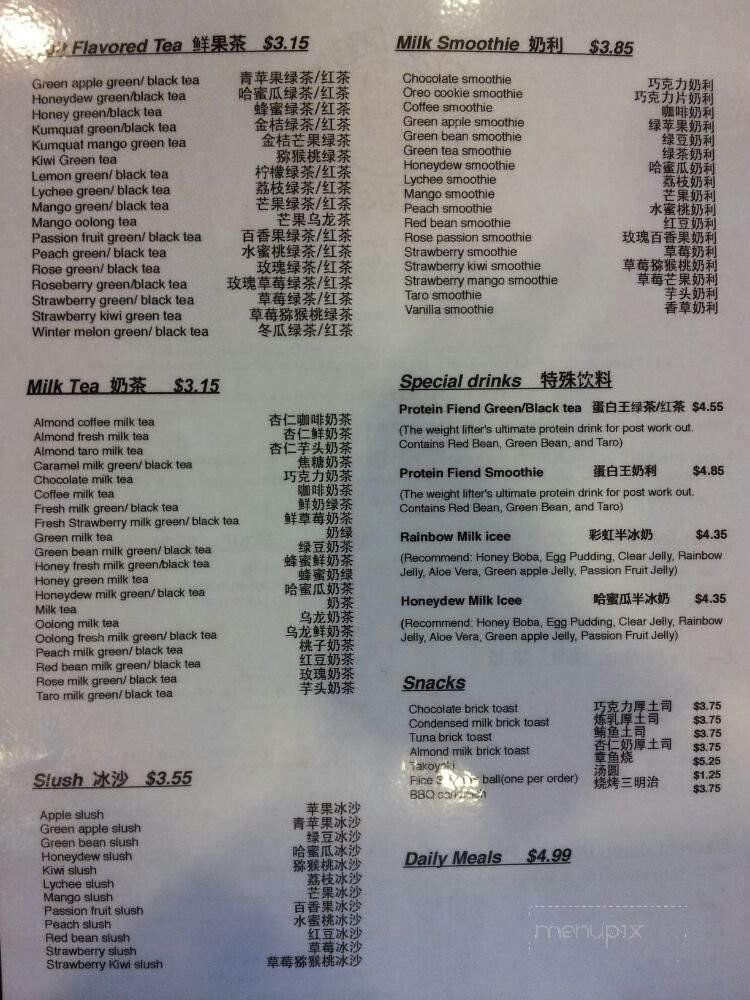 Flavored Tea 鲜果茶 $3.15
Green apple green/ black tea 青苹果绿茶/红茶
Honeydew green/black tea 哈蜜瓜绿茶/红茶
Honey green/black tea 蜂蜜绿茶/红茶
Kumquat green/black tea 金桔绿茶/红茶
Kumquat mango green tea 金桔芒果绿茶
Kiwi Green tea 猕猴桃绿茶
Lemon green/ black tea 柠檬绿茶/红茶
Lychee green/ black tea 荔枝绿茶/红茶
Mango green/ black tea 芒果绿茶/红茶
Mango oolong tea 芒果乌龙茶
Passion fruit green/ black tea 百香果绿茶/红茶
Peach green/ black tea 水蜜桃绿茶/红茶
Rose green/ black tea 玫瑰绿茶/红茶
Roseberry green/black tea 玫瑰草莓绿茶/红茶
Strawberry green/ black tea 草莓绿茶/红茶
Strawberry kiwi green tea 草莓猕猴桃绿茶
Winter melon green/ black tea 冬瓜绿茶/红茶
Milk Tea 奶茶 $3.15
Almond coffee milk tea 杏仁咖啡奶茶
Almond fresh milk tea 杏仁鲜奶茶
Almond taro milk tea 杏仁芋头奶茶
Caramel milk green/ black tea 焦糖奶茶
Chocolate milk tea 巧克力奶茶
Coffee milk tea 咖啡奶茶
Fresh milk green/ black tea 鲜奶绿茶
Fresh Strawberry milk green/ black tea 鲜草莓奶茶
Green milk tea 奶绿
Green bean milk green/ black tea 绿豆奶茶
Honey fresh milk green/black tea 蜂蜜鲜奶茶
Honey green milk tea 蜂蜜奶绿
Honeydew milk green/ black tea 哈蜜瓜奶茶
Milk tea 奶茶
Oolong milk tea 乌龙奶茶
Oolong fresh milk green/ black tea 乌龙鲜奶茶
Peach milk green/ black tea 桃子奶茶
Red bean milk green/ black tea 红豆奶茶
Rose milk green/ black tea 玫瑰奶茶
Taro milk green/ black tea 芋头奶茶
Slush 冰沙 $3.55
Apple slush 苹果冰沙
Green apple slush 青苹果冰沙
Green bean slush 绿豆冰沙
Honeydew slush 哈蜜瓜冰沙
Kiwi slush 猕猴桃冰沙
Lychee slush 荔枝冰沙
Mango slush 芒果冰沙
Passion fruit slush 百香果冰沙
Peach slush 水蜜桃冰沙
Red bean slush 红豆冰沙
Strawberry slush 草莓冰沙
Strawberry Kiwi slush 草莓猕猴桃冰沙
Milk Smoothie 奶利 $3.85
Chocolate smoothie 巧克力奶利
Oreo cookie smoothie 巧克力片奶利
Coffee smoothie 咖啡奶利
Green apple smoothie 绿苹果奶利
Green bean smoothie 绿豆奶利
Green tea smoothie 绿茶奶利
Honeydew smoothie 哈蜜瓜奶利
Lychee smoothie 荔枝奶利
Mango smoothie 芒果奶利
Peach smoothie 水蜜桃奶利
Red bean smoothie 红豆奶利
Rose passion smoothie 玫瑰百香果奶利
Strawberry smoothie 草莓奶利
Strawberry kiwi smoothie 草莓猕猴桃奶利
Strawberry mango smoothie 草莓芒果奶利
Taro smoothie 芋头奶利
Vanilla smoothie 香草奶利
Special drinks 特殊饮料
Protein Fiend Green/Black tea 蛋白王绿茶/红茶 $4.55
(The weight lifter's ultimate protein drink for post work out.
Contains Red Bean, Green Bean, and Taro)
Protein Fiend Smoothie 蛋白王奶利 $4.85
(The weight lifter's ultimate protein drink for post work out.
Contains Red Bean, Green Bean, and Taro)
Rainbow Milk icee 彩虹半冰奶 $4.35
(Recommend: Honey Boba, Egg Pudding, Clear Jelly, Rainbow
Jelly, Aloe Vera, Green apple Jelly, Passion Fruit Jelly)
Honeydew Milk Icee 哈蜜瓜半冰奶 $4.35
(Recommend: Honey Boba, Egg Pudding, Clear Jelly, Rainbow
Jelly, Aloe Vera, Green apple Jelly, Passion Fruit Jelly)
Snacks
Chocolate brick toast 巧克力厚土司 $3.75
Condensed milk brick toast 炼乳厚土司 $3.75
Tuna brick toast 鲔鱼土司 $3.75
Almond milk brick toast 杏仁奶厚土司 $3.75
Takoyaki 章鱼烧 $5.25
Rice ball(one per order) 汤圆 $1.25
BBQ sandwich 烧烤三明治 $3.75
Daily Meals $4.99
menupix